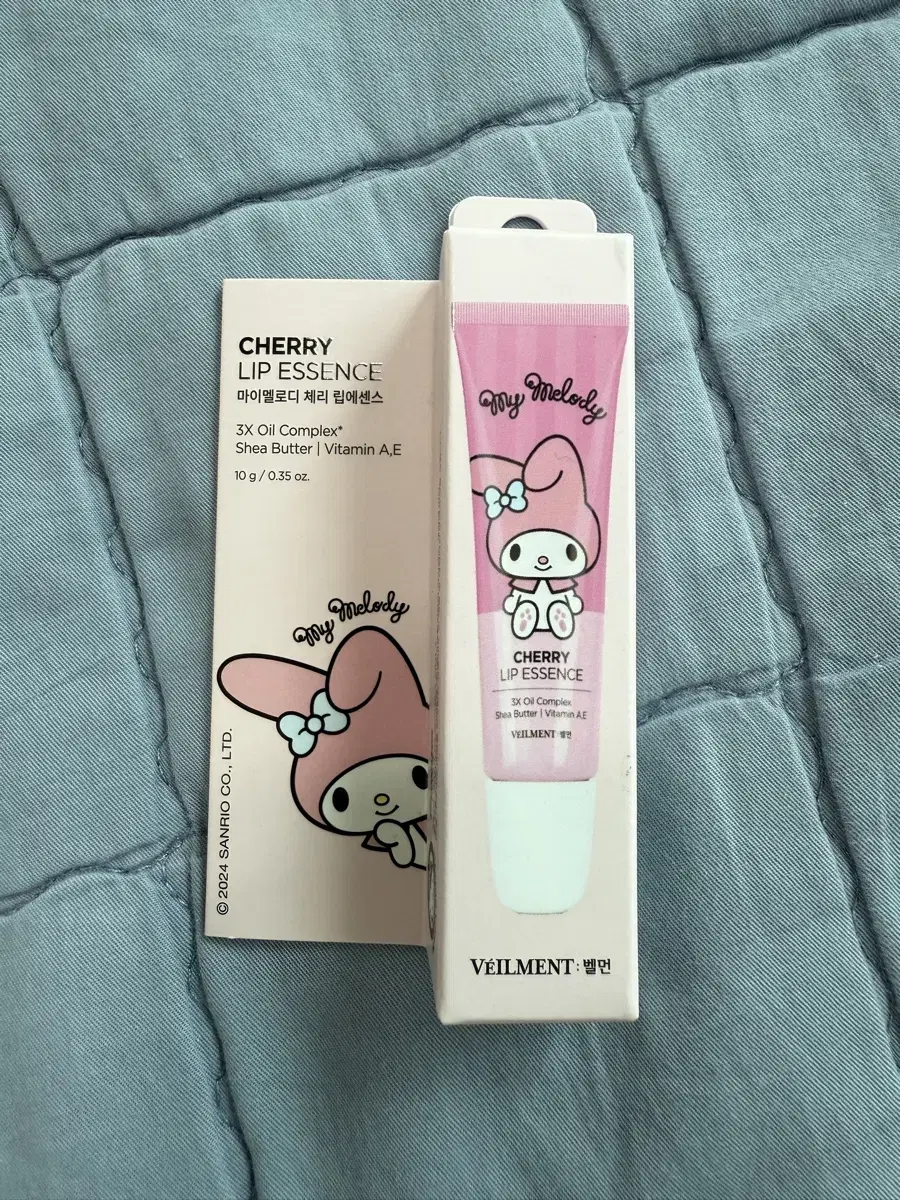 CHERRY
LIP ESSENCE
마이멜로디 체리 립에센스
3X Oil Complex*
Shea Butter | Vitamin A,E
10 g / 0.35 oz.
My Melody
© 2024 SANRIO CO., LTD.
My Melody
CHERRY
LIP ESSENCE
3X Oil Complex
Shea Butter | Vitamin A,E
VÉILMENT 벨먼
VÉILMENT : 벨먼